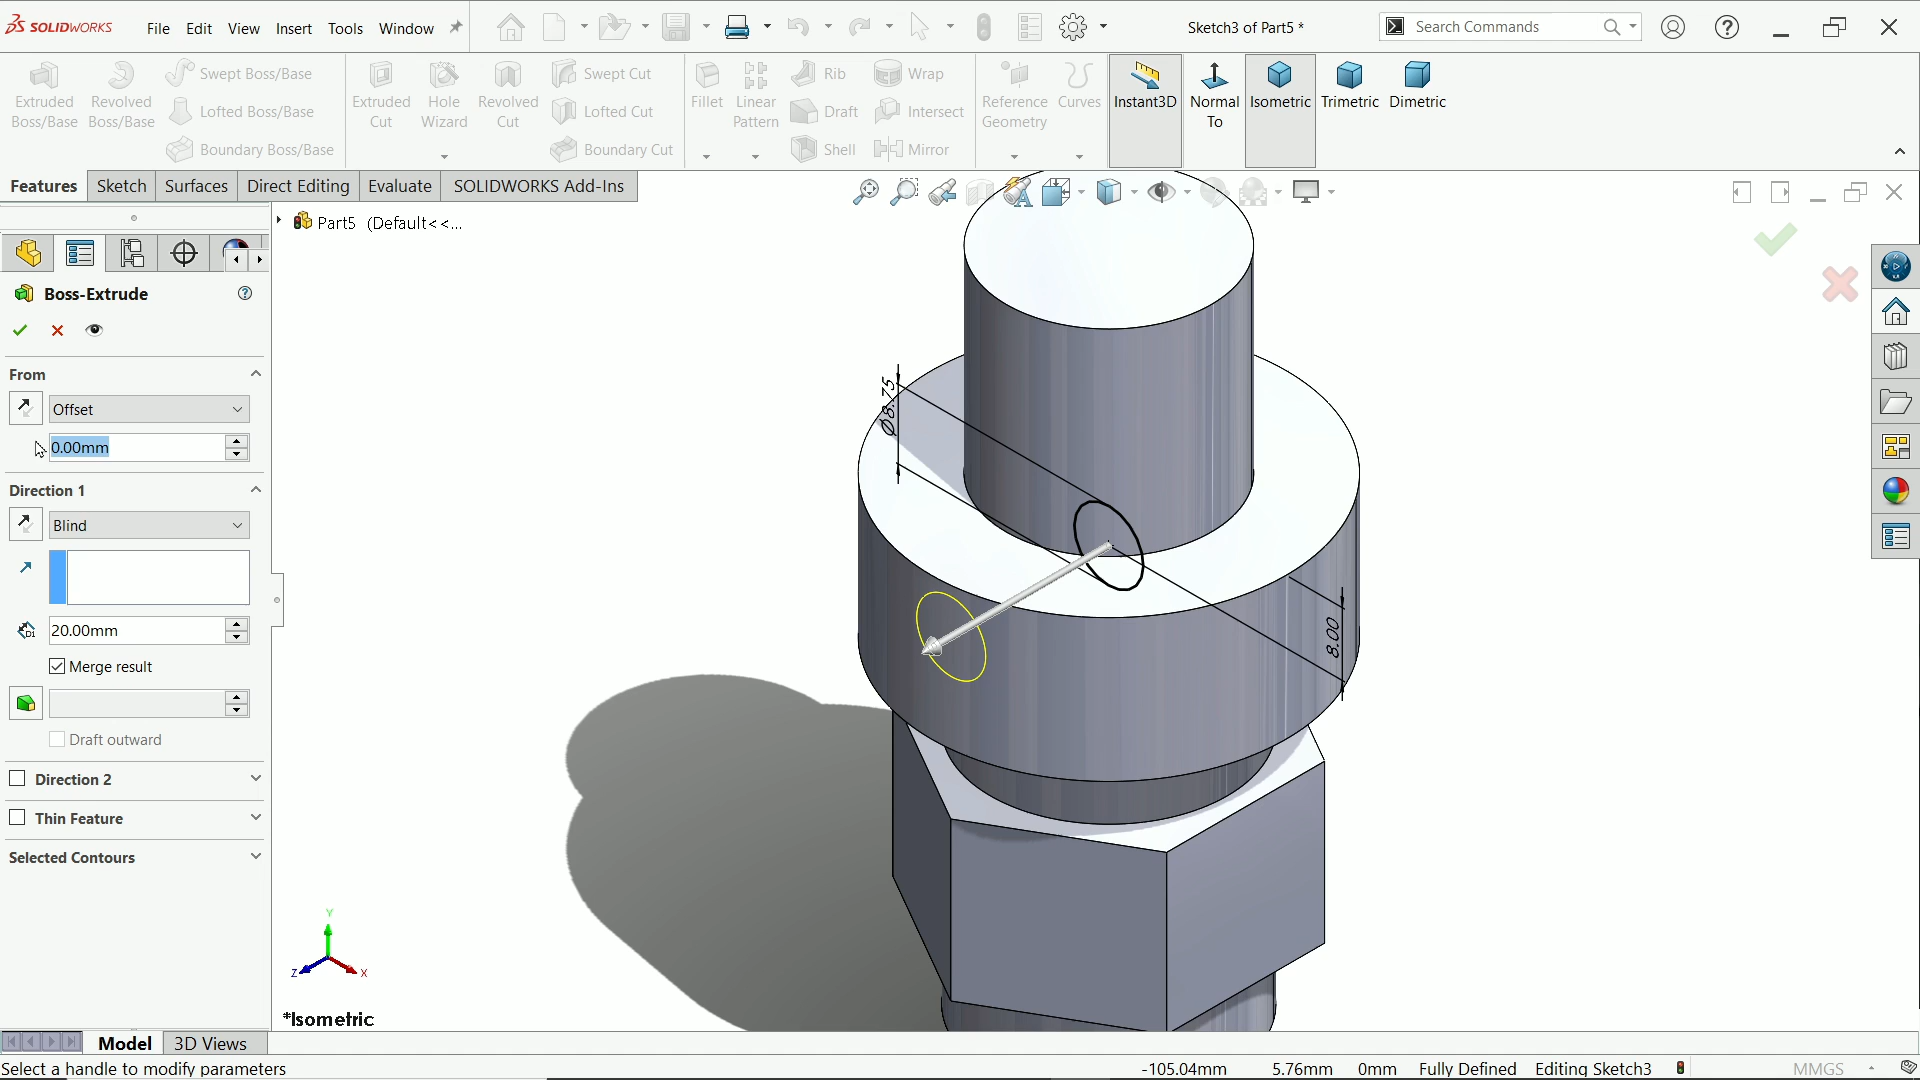 SOLIDWORKS
File Edit View Insert Tools Window
Sketch3 of Part5 *
Search Commands
Extruded Boss/Base
Revolved Boss/Base
Swept Boss/Base
Lofted Boss/Base
Boundary Boss/Base
Extruded Cut
Hole Wizard
Revolved Cut
Swept Cut
Lofted Cut
Boundary Cut
Fillet
Linear Pattern
Rib
Draft
Shell
Wrap
Intersect
Mirror
Reference Geometry
Curves
Instant3D
Normal To
Isometric
Trimetric
Dimetric
Features Sketch Surfaces Direct Editing Evaluate SOLIDWORKS Add-Ins
Part5 (Default<<...
Boss-Extrude
From
Offset
0.00mm
Direction 1
Blind
20.00mm
Merge result
Draft outward
Direction 2
Thin Feature
Selected Contours
Ø8.75
8.00
Y
Z
X
*Isometric
Model 3D Views
Select a handle to modify parameters
-105.04mm 5.76mm 0mm Fully Defined Editing Sketch3 MMGS